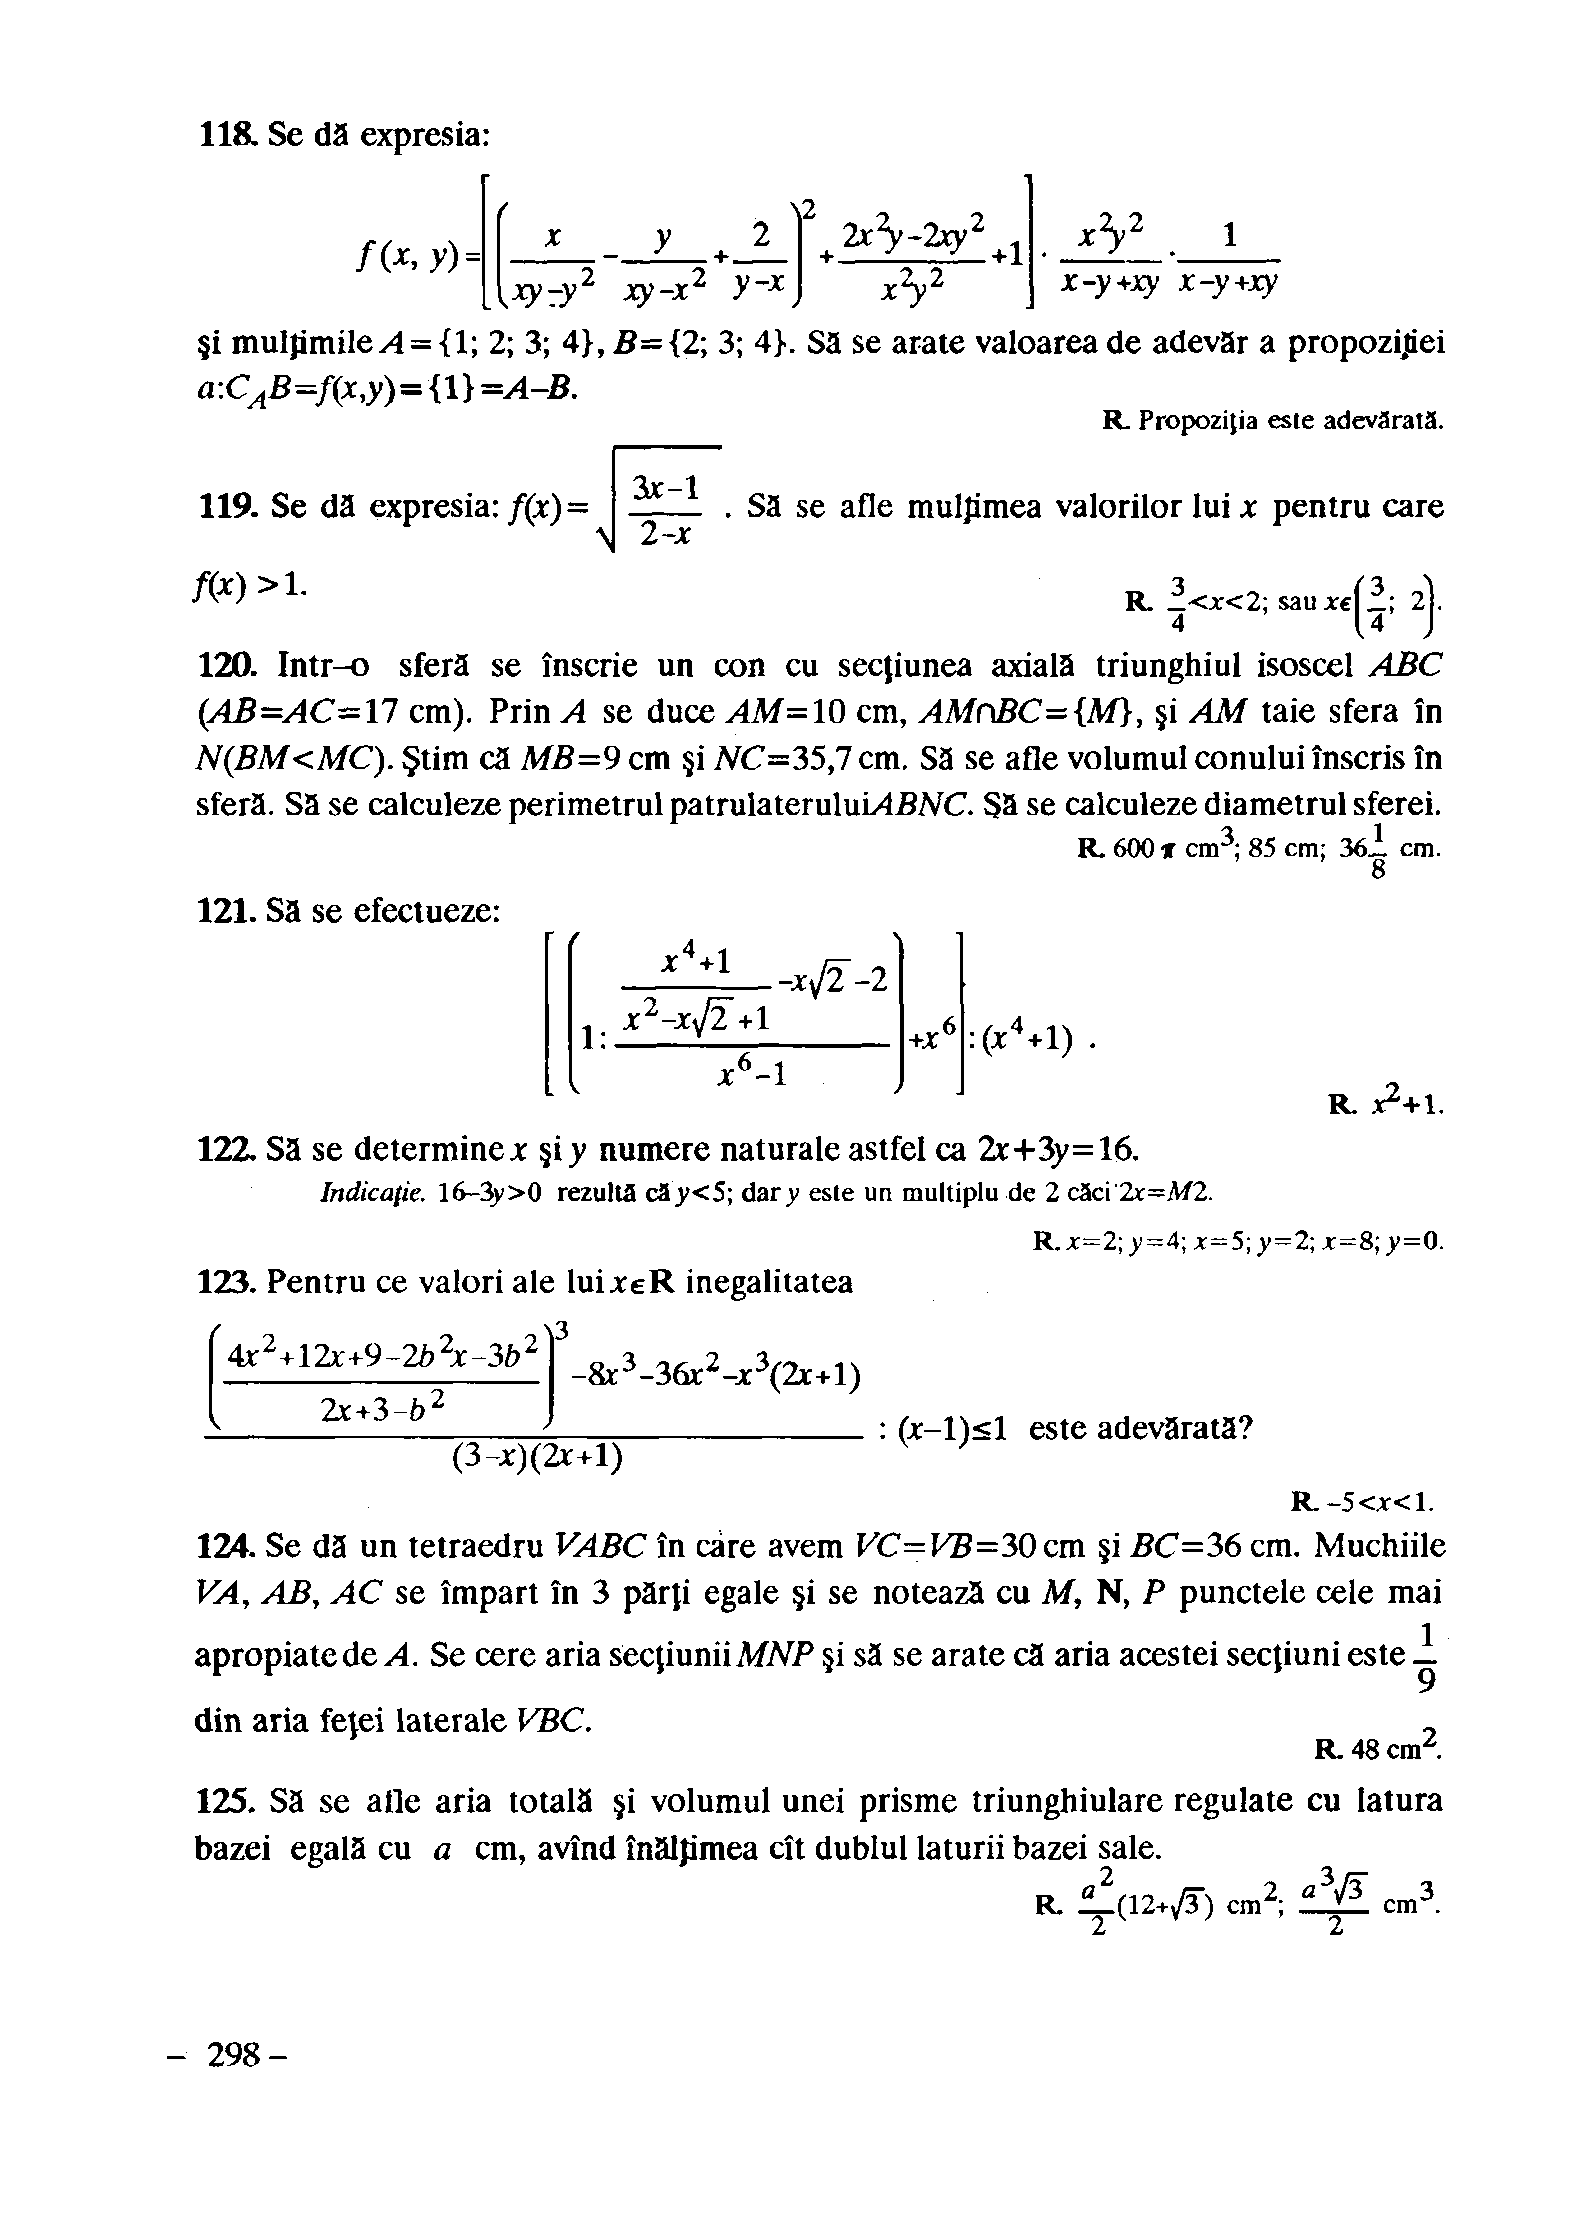 118. Se dă expresia:
f(x, y)=[(x/(xy-y²) - y/(xy-x²) + 2/(y-x))² + (2x²y-2xy²)/(x²y²) +1] · x²y²/(x-y+xy) · 1/(x-y+xy)
şi mulţimile A={1; 2; 3; 4}, B={2; 3; 4}. Să se arate valoarea de adevăr a propoziţiei
a:C_AB=f(x,y)={1}=A–B.
R. Propoziţia este adevărată.
119. Se dă expresia: f(x)= √((3x-1)/(2-x)) . Să se afle mulţimea valorilor lui x pentru care
f(x) >1.
R. 3/4<x<2; sau xϵ(3/4; 2).
120. Intr–o sferă se înscrie un con cu secţiunea axială triunghiul isoscel ABC
(AB=AC=17 cm). Prin A se duce AM=10 cm, AM∩BC={M}, şi AM taie sfera în
N(BM<MC). Ştim că MB=9 cm şi NC=35,7 cm. Să se afle volumul conului înscris în
sferă. Să se calculeze perimetrul patrulaterului ABNC. Să se calculeze diametrul sferei.
R. 600 π cm³; 85 cm; 36 1/8 cm.
121. Să se efectueze:
[(1: ((x⁴+1)/(x²-x√2+1) -x√2-2)/(x⁶-1)) +x⁶]:(x⁴+1) .
R. x²+1.
122. Să se determine x şi y numere naturale astfel ca 2x+3y=16.
Indicaţie. 16–3y>0 rezultă că y<5; dar y este un multiplu de 2 căci 2x=M2.
R. x=2; y=4; x=5; y=2; x=8; y=0.
123. Pentru ce valori ale lui xϵR inegalitatea
(((4x²+12x+9-2b²x-3b²)/(2x+3-b²))³ -8x³-36x²-x³(2x+1))/((3-x)(2x+1)) : (x–1)≤1 este adevărată?
R. -5<x<1.
124. Se dă un tetraedru VABC în care avem VC=VB=30 cm şi BC=36 cm. Muchiile
VA, AB, AC se împart în 3 părţi egale şi se notează cu M, N, P punctele cele mai
apropiate de A. Se cere aria secţiunii MNP şi să se arate că aria acestei secţiuni este 1/9
din aria feţei laterale VBC.
R. 48 cm².
125. Să se afle aria totală şi volumul unei prisme triunghiulare regulate cu latura
bazei egală cu a cm, avînd înălţimea cît dublul laturii bazei sale.
R. a²/2(12+√3) cm²; a³√3/2 cm³.
– 298 –